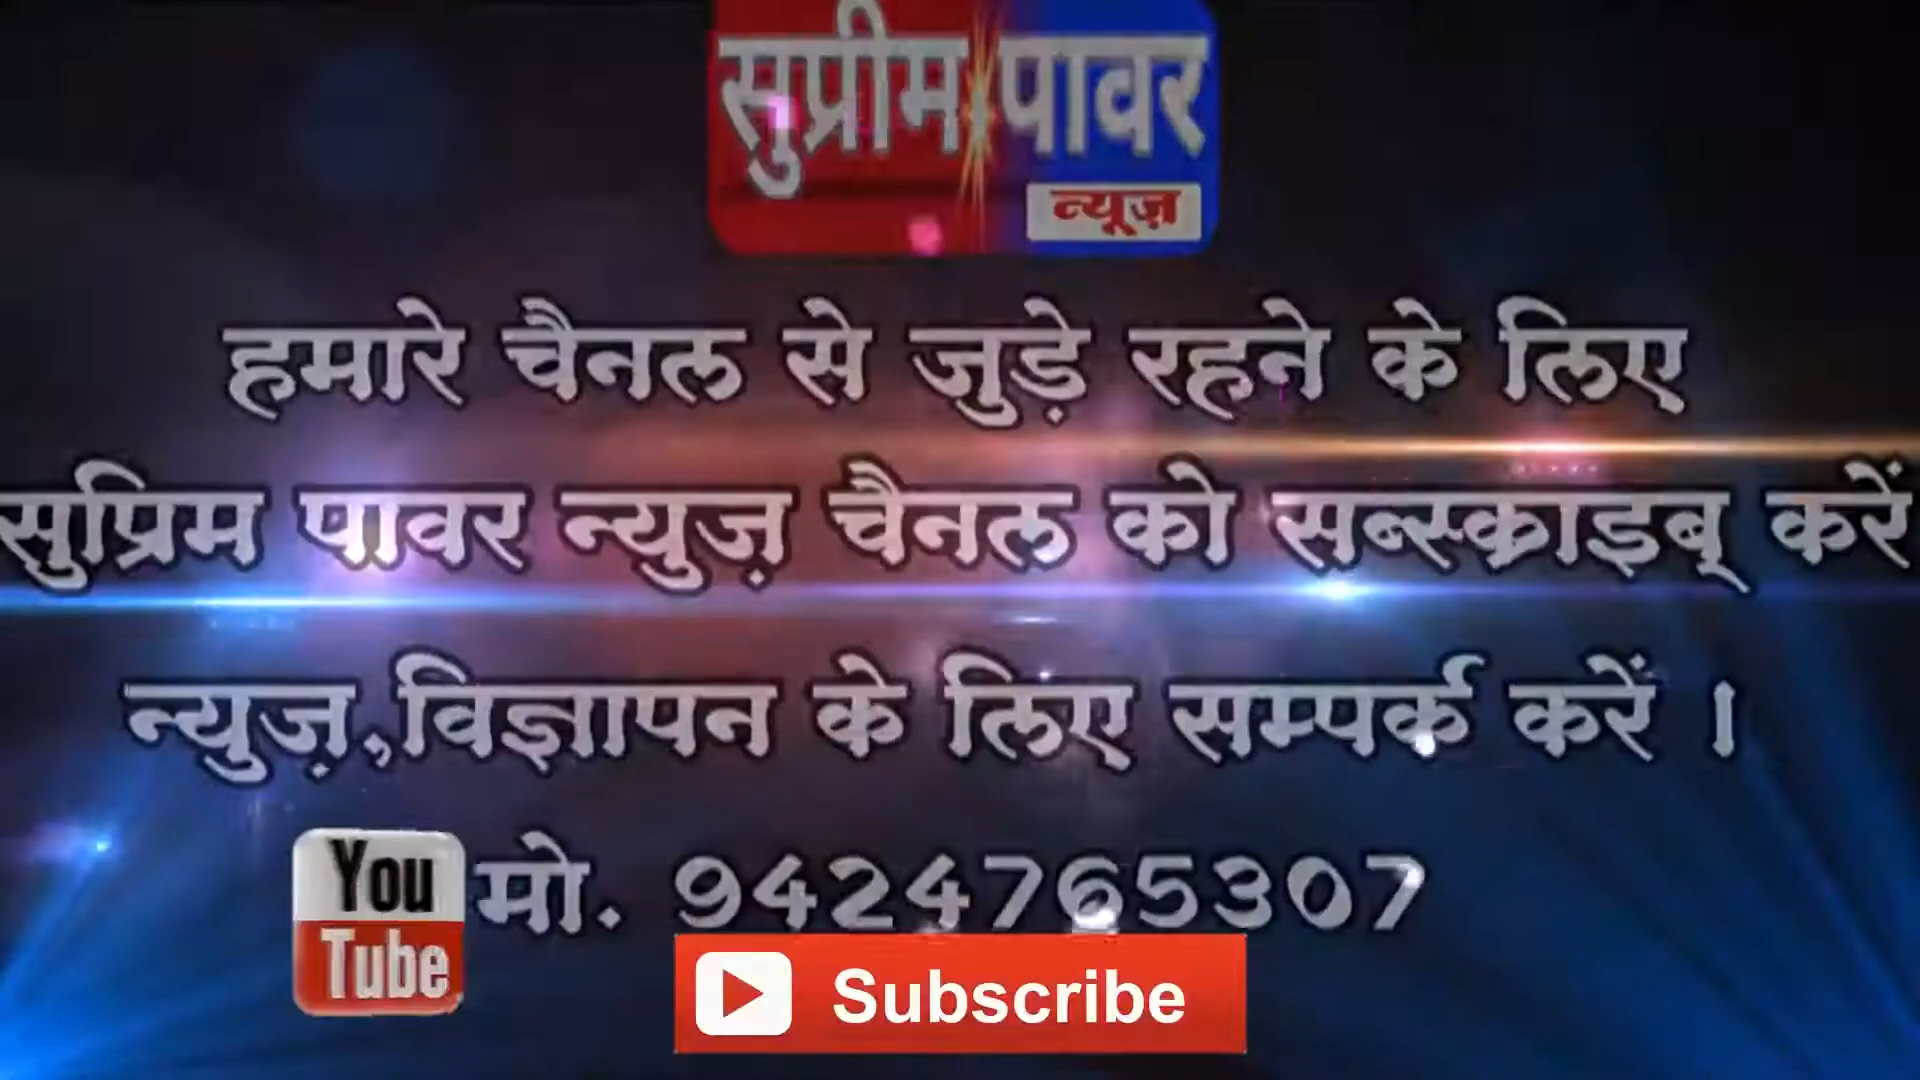 सुप्रीम पावर
न्यूज़
हमारे चैनल से जुड़े रहने के लिए
सुप्रिम पावर न्युज़ चैनल को सब्स्क्राइब् करें
न्युज़,विज्ञापन के लिए सम्पर्क करें ।
You
Tube
मो. 9424765307
Subscribe